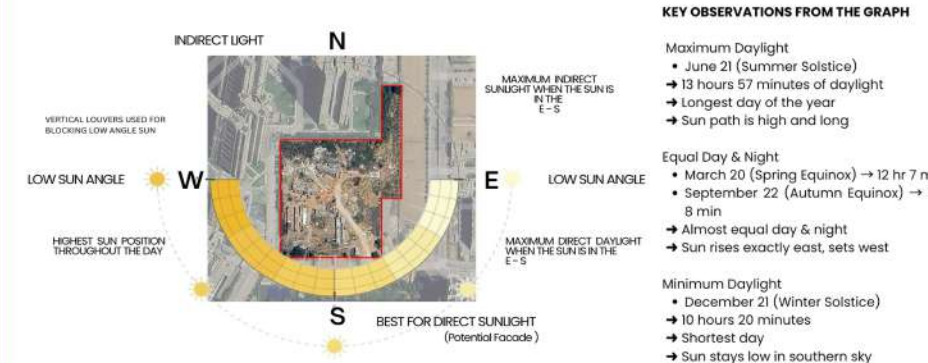 INDIRECT LIGHT
N
MAXIMUM INDIRECT
SUNLIGHT WHEN THE SUN IS
IN THE
E - S
VERTICAL LOUVERS USED FOR
BLOCKING LOW ANGLE SUN
LOW SUN ANGLE
W
E
LOW SUN ANGLE
HIGHEST SUN POSITION
THROUGHOUT THE DAY
MAXIMUM DIRECT DAYLIGHT
WHEN THE SUN IS IN THE
E - S
S
BEST FOR DIRECT SUNLIGHT
(Potential Facade )
KEY OBSERVATIONS FROM THE GRAPH
Maximum Daylight
• June 21 (Summer Solstice)
➔ 13 hours 57 minutes of daylight
➔ Longest day of the year
➔ Sun path is high and long
Equal Day & Night
• March 20 (Spring Equinox) → 12 hr 7 m
• September 22 (Autumn Equinox) →
8 min
➔ Almost equal day & night
➔ Sun rises exactly east, sets west
Minimum Daylight
• December 21 (Winter Solstice)
➔ 10 hours 20 minutes
➔ Shortest day
➔ Sun stays low in southern sky